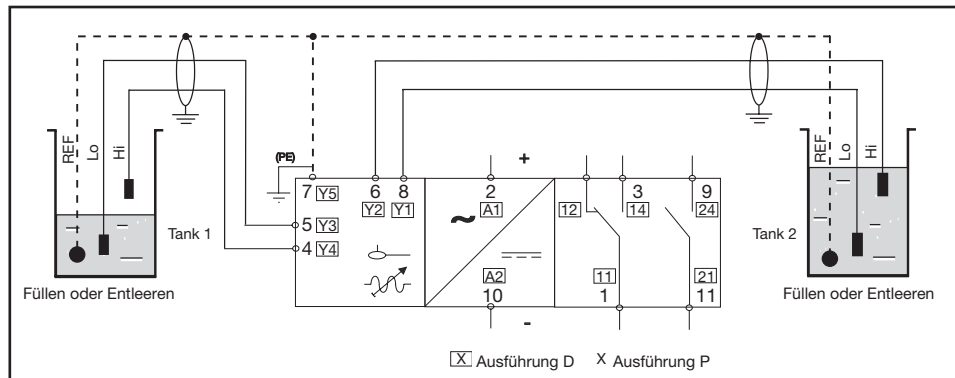 REF
Lo
Hi
Tank 1
Füllen oder Entleeren
(PE)
7 Y5
6
Y2
8
Y1
5 Y3
4 Y4
+
2
A1
~
A2
10
-
12
3
14
9
24
11
1
21
11
REF
Lo
Hi
Tank 2
Füllen oder Entleeren
X Ausführung D X Ausführung P